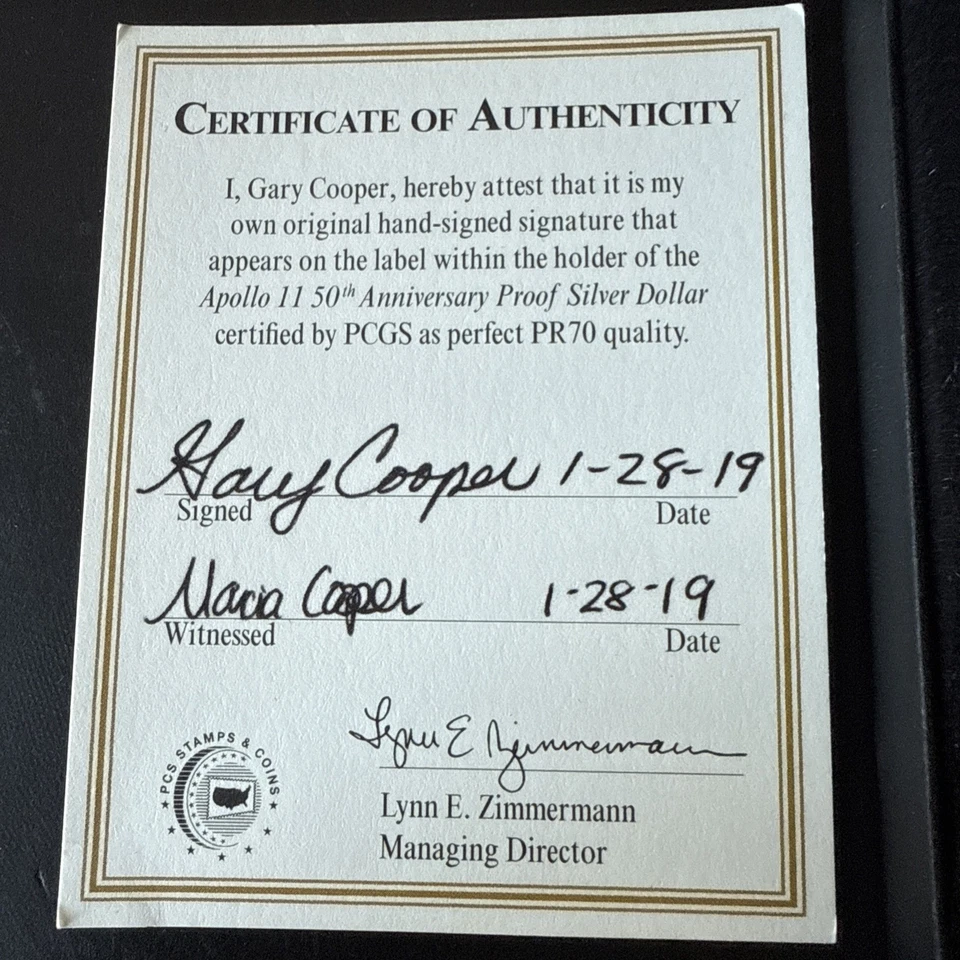 CERTIFICATE OF AUTHENTICITY
I, Gary Cooper, hereby attest that it is my
own original hand-signed signature that
appears on the label within the holder of the
Apollo 11 50th Anniversary Proof Silver Dollar
certified by PCGS as perfect PR70 quality.
Gary Cooper 1-28-19
Signed Date
Maria Cooper 1-28-19
Witnessed Date
Lynn E Zimmermann
PCS STAMPS & COINS
Lynn E. Zimmermann
Managing Director